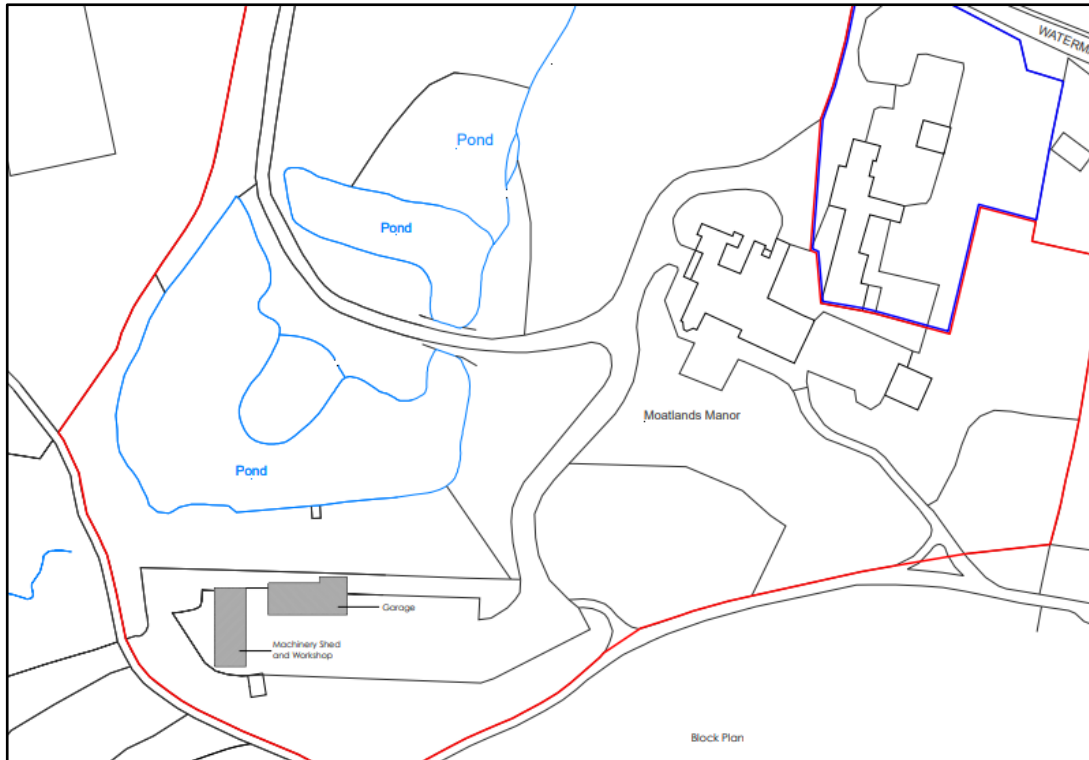 WATERM
Pond
Pond
Moatlands Manor
Pond
Garage
Machinery Shed
and Workshop
Block Plan